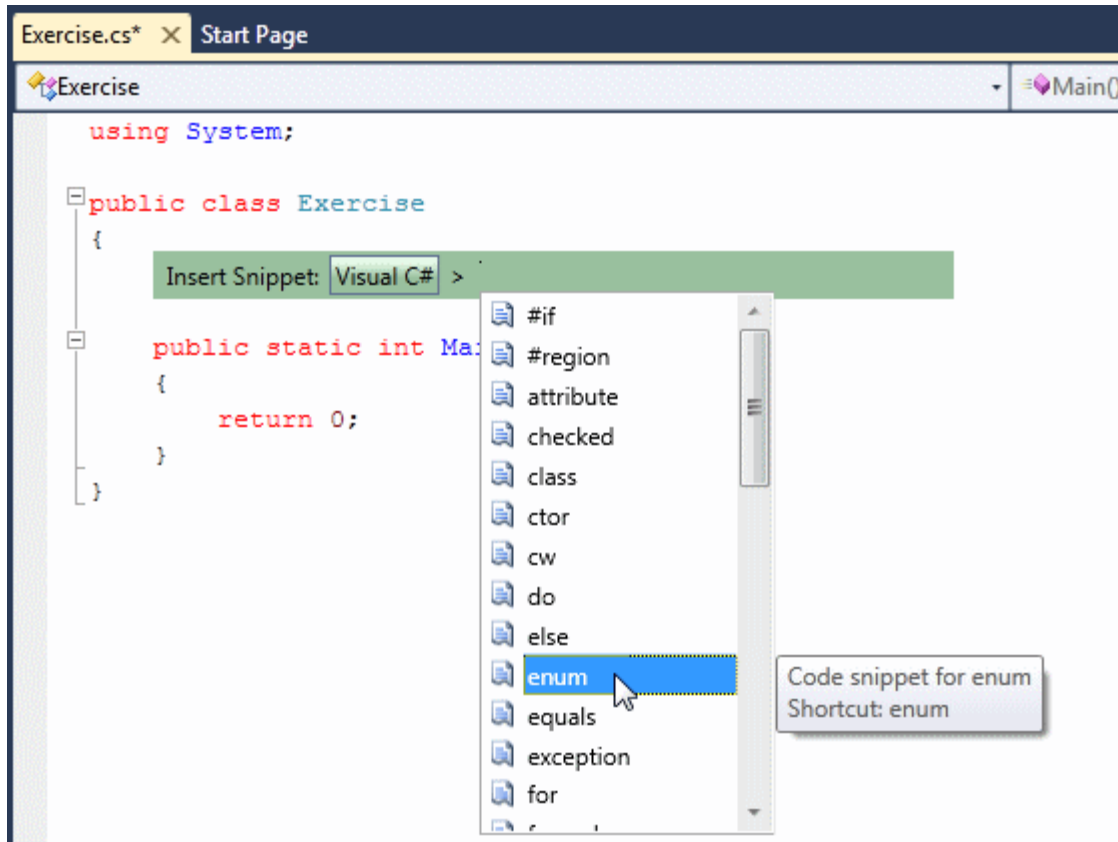 Exercise.cs* Start Page
Exercise Main()
using System;
public class Exercise
{
Insert Snippet: Visual C# >
#if
public static int Mai
#region
{
attribute
return 0;
checked
}
class
}
ctor
cw
do
else
enum
Code snippet for enum
equals
Shortcut: enum
exception
for